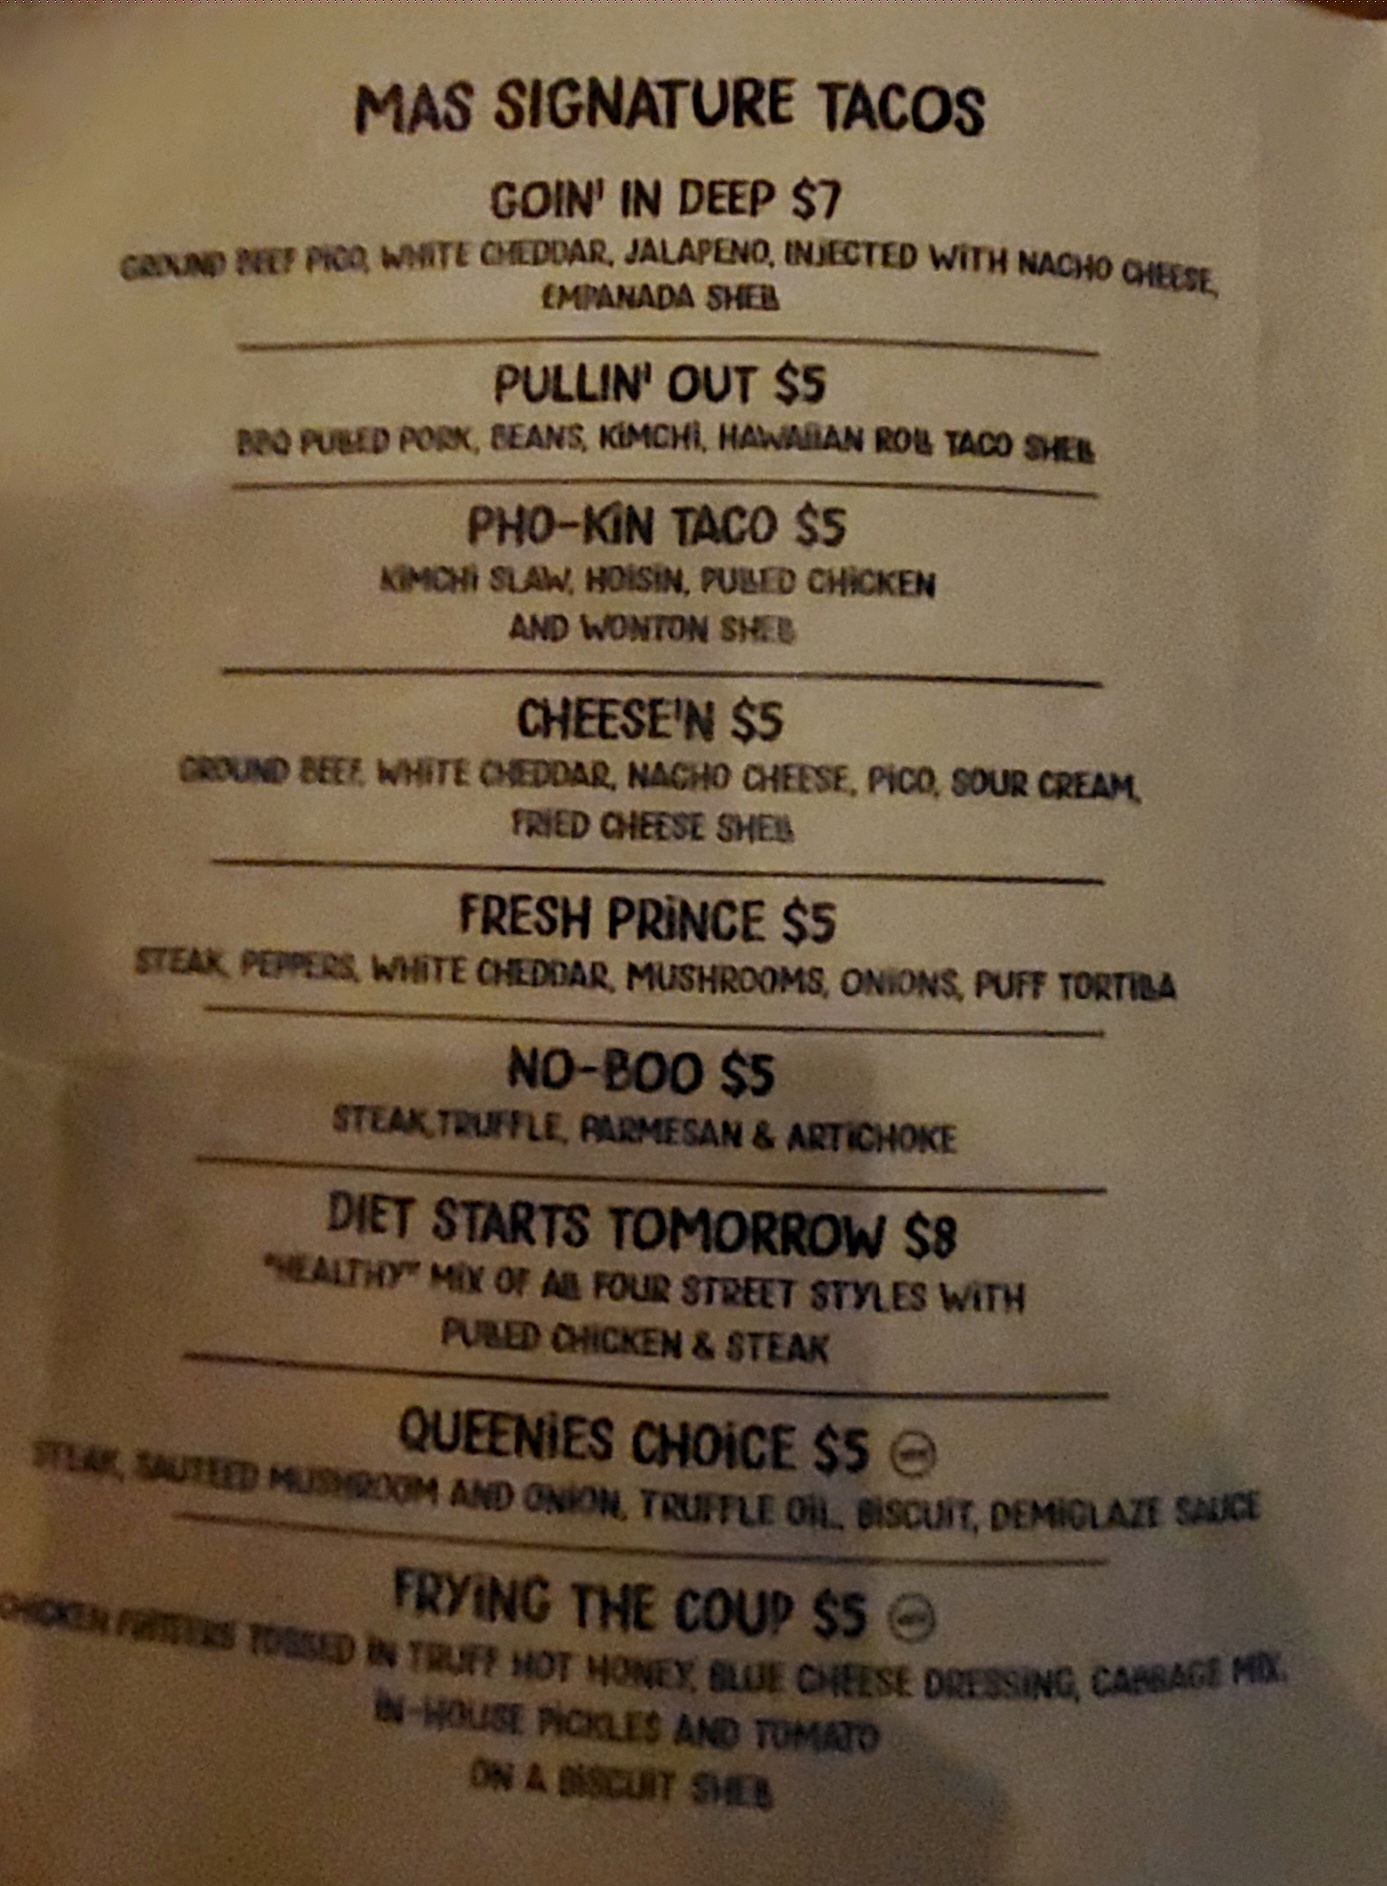 MAS SIGNATURE TACOS
GOIN' IN DEEP $7
GROUND BEEF PICO, WHITE CHEDDAR, JALAPENO, INJECTED WITH NACHO CHEESE,
EMPANADA SHELL
PULLIN' OUT $5
BBQ PULLED PORK, BEANS, KIMCHI, HAWAIIAN ROLL TACO SHELL
PHO-KIN TACO $5
KIMCHI SLAW, HOISIN, PULLED CHICKEN
AND WONTON SHELL
CHEESE'N $5
GROUND BEEF, WHITE CHEDDAR, NACHO CHEESE, PICO, SOUR CREAM,
FRIED CHEESE SHELL
FRESH PRINCE $5
STEAK, PEPPERS, WHITE CHEDDAR, MUSHROOMS, ONIONS, PUFF TORTILLA
NO-BOO $5
STEAK,TRUFFLE, PARMESAN & ARTICHOKE
DIET STARTS TOMORROW $8
"HEALTHY" MIX OF ALL FOUR STREET STYLES WITH
PULLED CHICKEN & STEAK
QUEENIES CHOICE $5
STEAK, SAUTEED MUSHROOM AND ONION, TRUFFLE OIL, BISCUIT, DEMIGLAZE SAUCE
FRYING THE COUP $5
CHICKEN TOSSED IN TRUFF HOT HONEY, BLUE CHEESE DRESSING, CABBAGE MIX,
IN-HOUSE PICKLES AND TOMATO
ON A BISCUIT SHELL